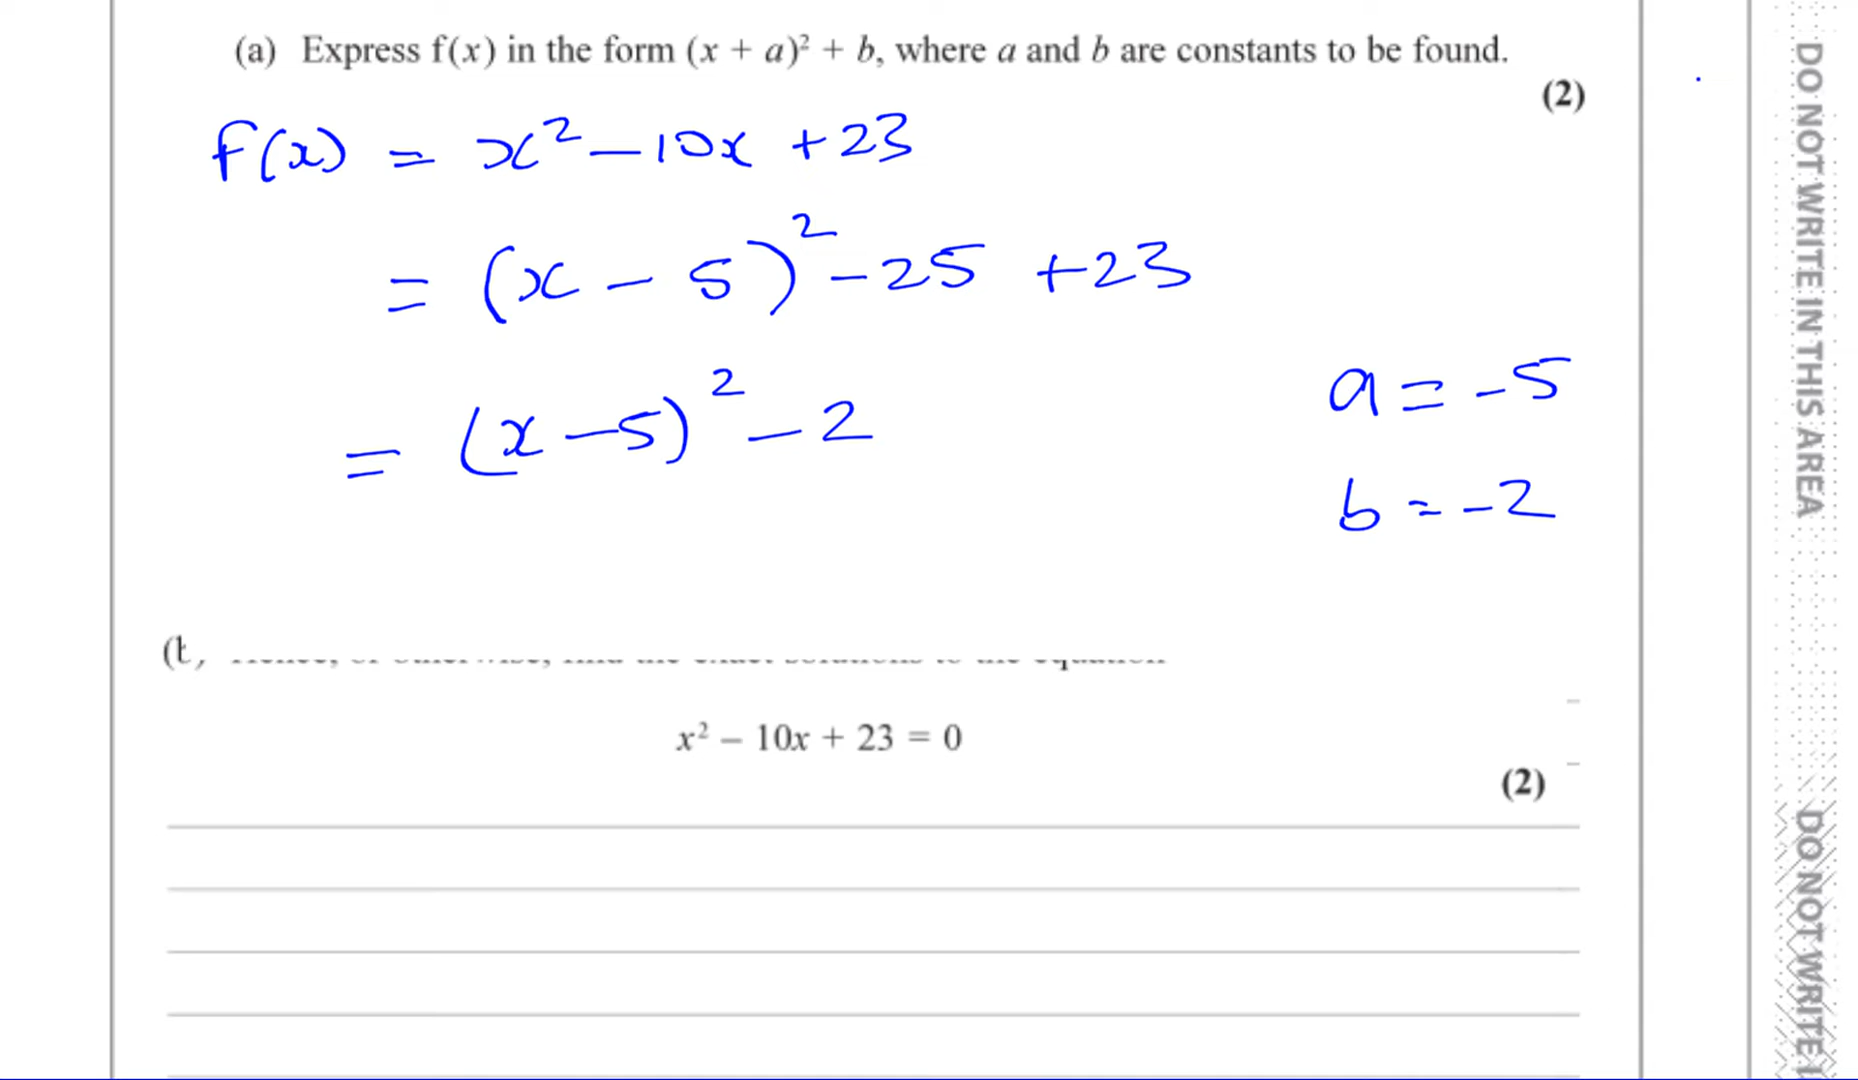 (a) Express f(x) in the form (x + a)² + b, where a and b are constants to be found.
(2)
f(x) = x² - 10x + 23
= (x - 5)² - 25 + 23
= (x - 5)² - 2
a = -5
b = -2
x² – 10x + 23 = 0
(2)
DO NOT WRITE IN THIS AREA
DO NOT WRITE